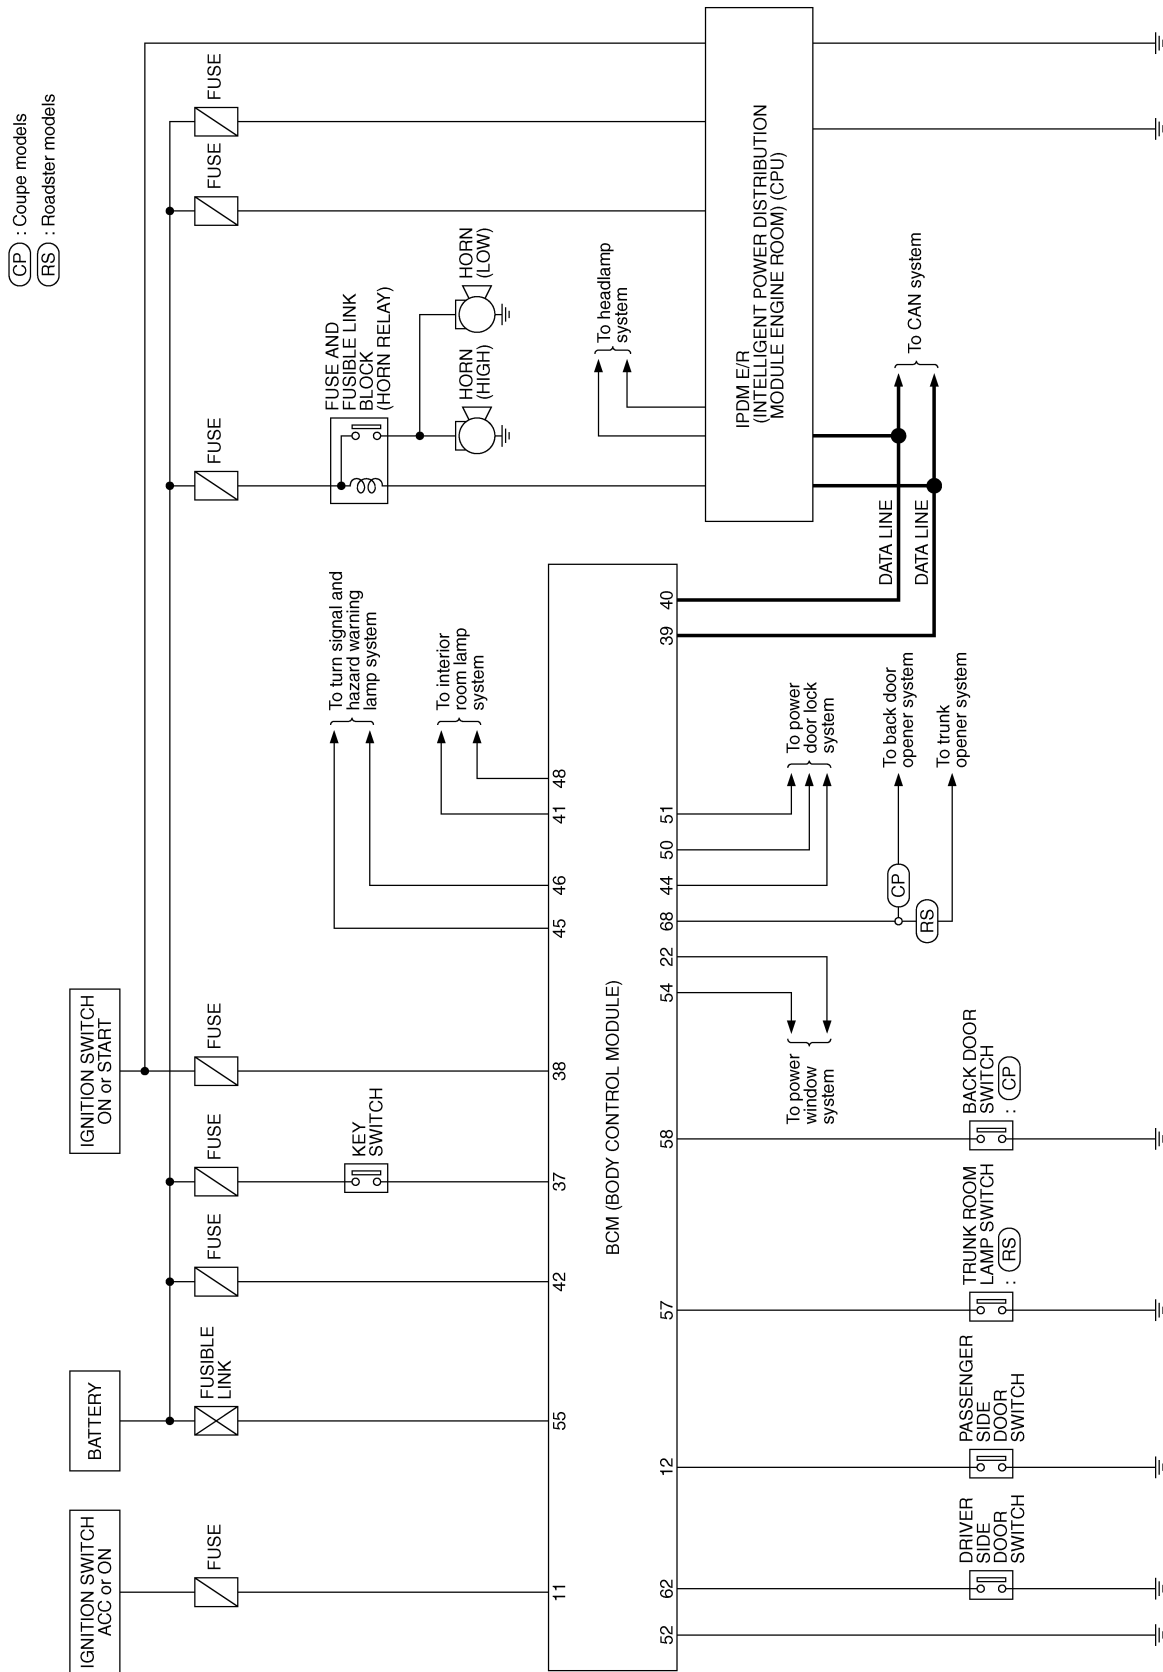 IGNITION SWITCH
ACC or ON
BATTERY
IGNITION SWITCH
ON or START
CP : Coupe models
RS : Roadster models
FUSE
FUSIBLE
LINK
FUSE
FUSE
FUSE
FUSE
FUSE
FUSE
KEY
SWITCH
To turn signal and
hazard warning
lamp system
To interior
room lamp
system
FUSE AND
FUSIBLE LINK
BLOCK
(HORN RELAY)
HORN
(HIGH)
HORN
(LOW)
To headlamp
system
11
55
42
37
38
45
46
41
48
BCM (BODY CONTROL MODULE)
IPDM E/R
(INTELLIGENT POWER DISTRIBUTION
MODULE ENGINE ROOM) (CPU)
52
62
12
57
58
54
22
68
44
50
51
39
40
To power
window
system
To power
door lock
system
DATA LINE
DATA LINE
To CAN system
CP
RS
To back door
opener system
To trunk
opener system
DRIVER
SIDE
DOOR
SWITCH
PASSENGER
SIDE
DOOR
SWITCH
TRUNK ROOM
LAMP SWITCH
: RS
BACK DOOR
SWITCH
: CP